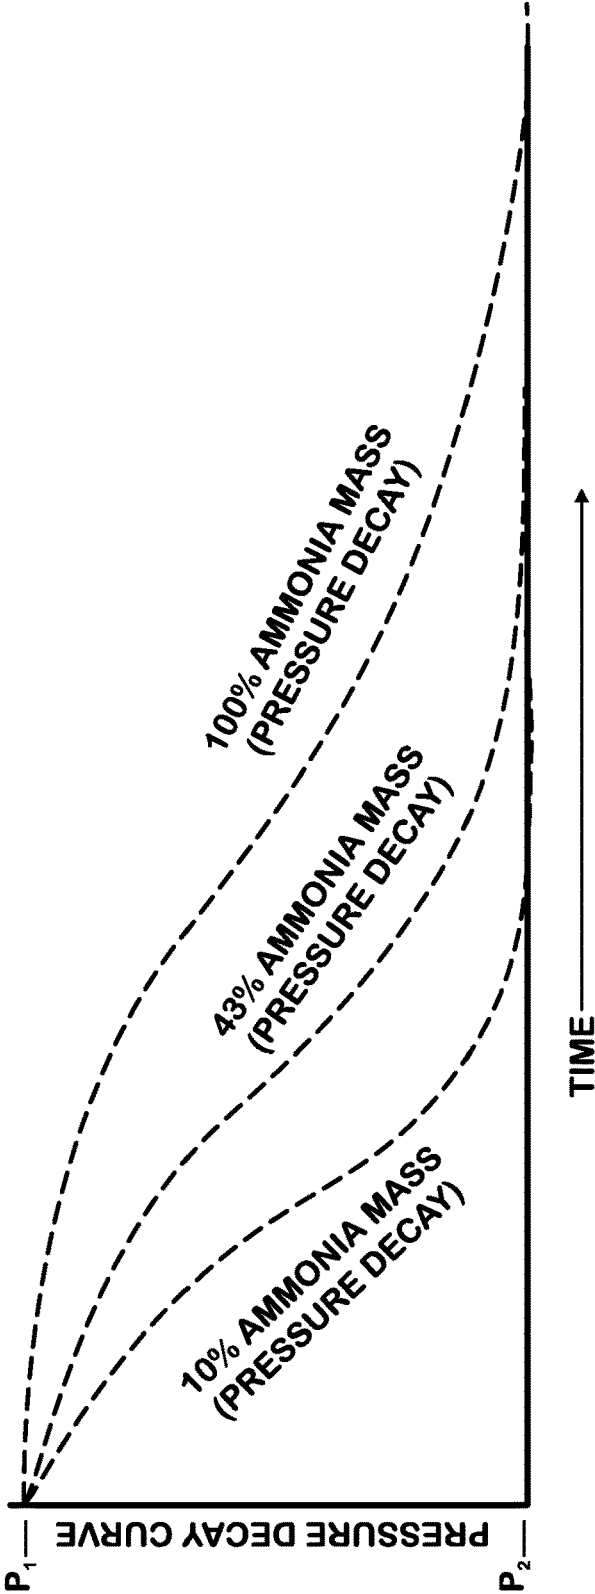 P1
PRESSURE DECAY CURVE
P2
100% AMMONIA MASS
(PRESSURE DECAY)
43% AMMONIA MASS
(PRESSURE DECAY)
10% AMMONIA MASS
(PRESSURE DECAY)
TIME